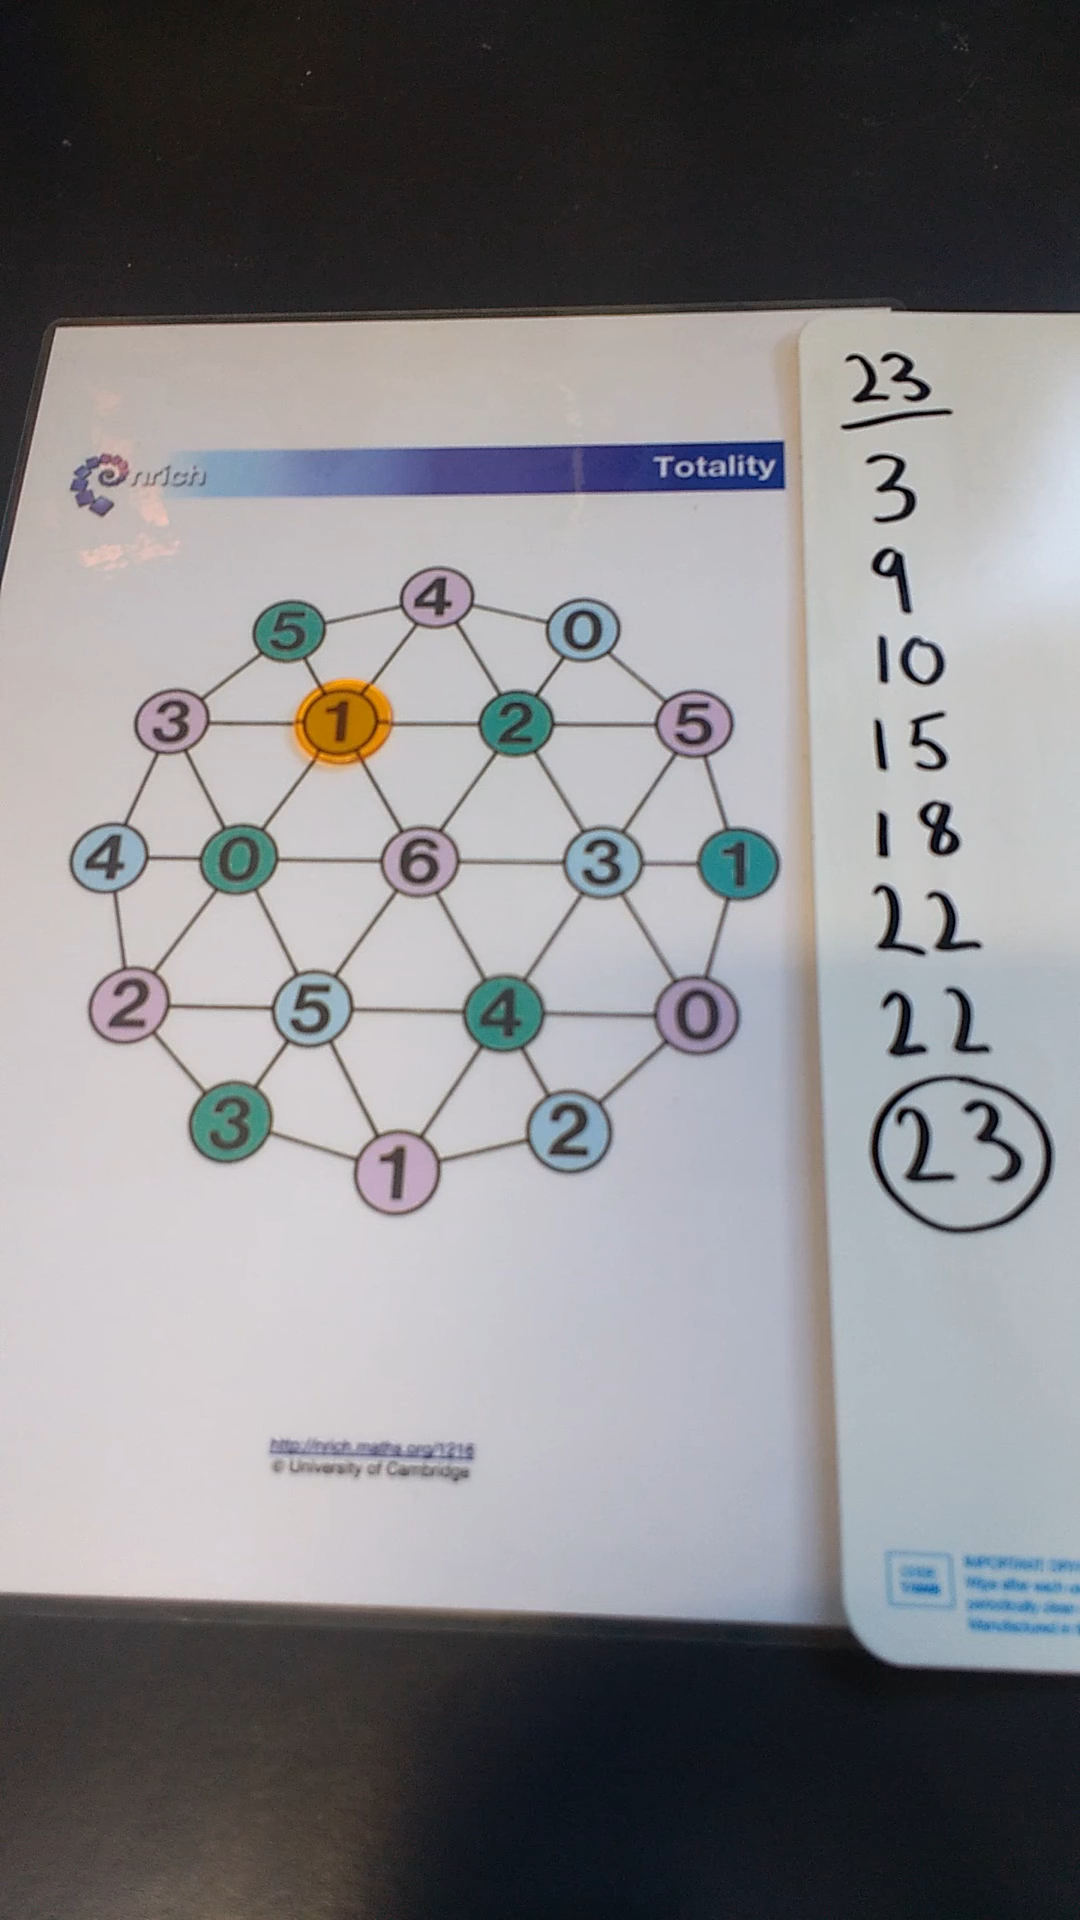 enrich Totality
5 4 0
3 1 2 5
4 0 6 3 1
2 5 4 0
3 1 2
http://nrich.maths.org/1216
© University of Cambridge
23
3
9
10
15
18
22
22
23